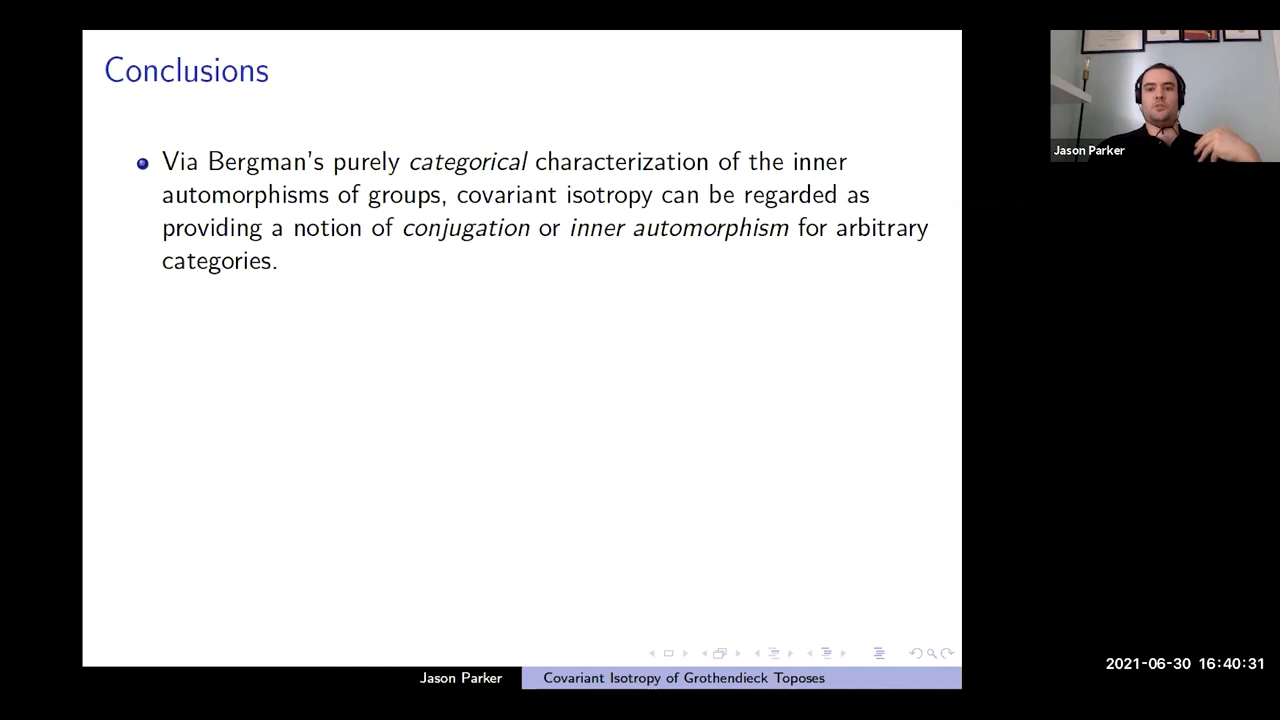 Conclusions
Via Bergman's purely categorical characterization of the inner
automorphisms of groups, covariant isotropy can be regarded as
providing a notion of conjugation or inner automorphism for arbitrary
categories.
Jason Parker
Jason Parker
Covariant Isotropy of Grothendieck Toposes
2021-06-30 16:40:31